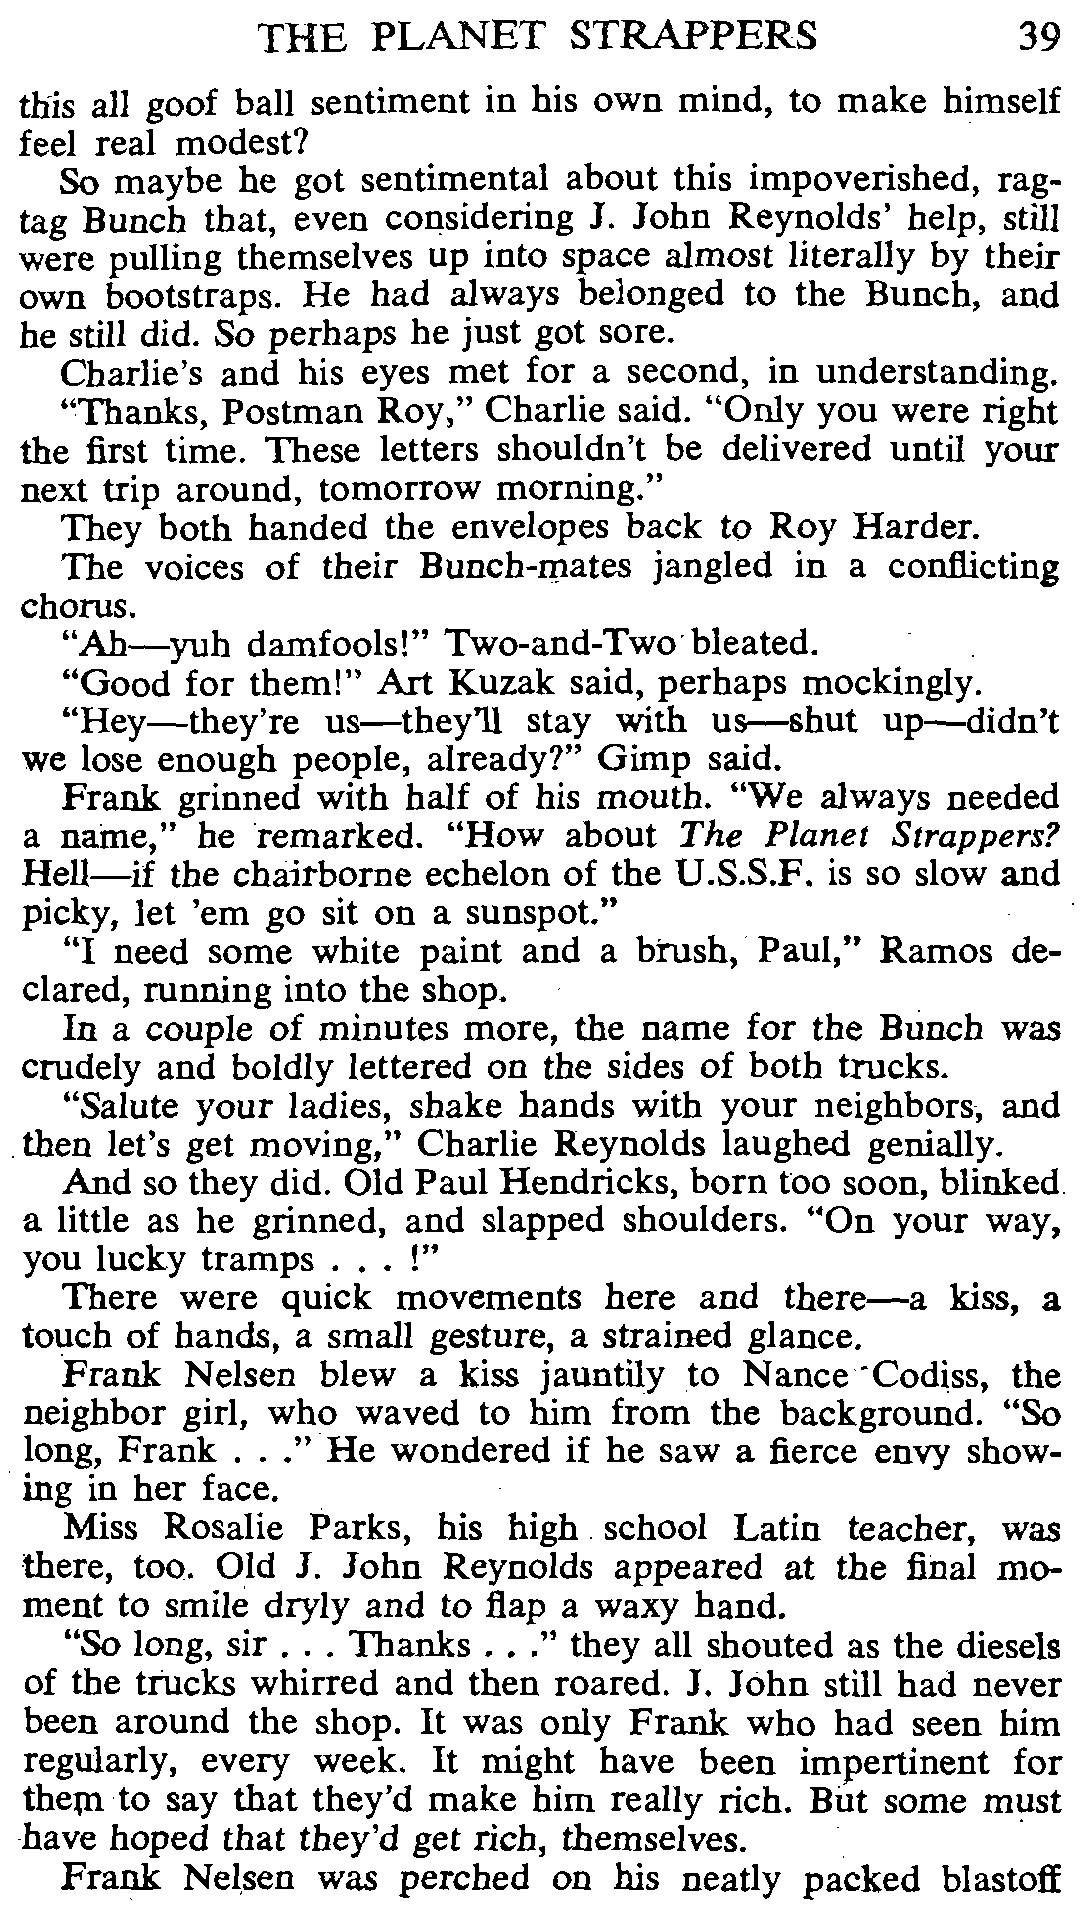 THE PLANET STRAPPERS 39
this all goof ball sentiment in his own mind, to make himself
feel real modest?
So maybe he got sentimental about this impoverished, rag-
tag Bunch that, even considering J. John Reynolds' help, still
were pulling themselves up into space almost literally by their
own bootstraps. He had always belonged to the Bunch, and
he still did. So perhaps he just got sore.
Charlie's and his eyes met for a second, in understanding.
"Thanks, Postman Roy," Charlie said. "Only you were right
the first time. These letters shouldn't be delivered until your
next trip around, tomorrow morning."
They both handed the envelopes back to Roy Harder.
The voices of their Bunch-mates jangled in a conflicting
chorus.
"Ah—yuh damfools!" Two-and-Two bleated.
"Good for them!" Art Kuzak said, perhaps mockingly.
"Hey—they're us—they'll stay with us—shut up—didn't
we lose enough people, already?" Gimp said.
Frank grinned with half of his mouth. "We always needed
a name," he remarked. "How about The Planet Strappers?
Hell—if the chairborne echelon of the U.S.S.F. is so slow and
picky, let 'em go sit on a sunspot."
"I need some white paint and a brush, Paul," Ramos de-
clared, running into the shop.
In a couple of minutes more, the name for the Bunch was
crudely and boldly lettered on the sides of both trucks.
"Salute your ladies, shake hands with your neighbors, and
then let's get moving," Charlie Reynolds laughed genially.
And so they did. Old Paul Hendricks, born too soon, blinked
a little as he grinned, and slapped shoulders. "On your way,
you lucky tramps . . . !"
There were quick movements here and there—a kiss, a
touch of hands, a small gesture, a strained glance.
Frank Nelsen blew a kiss jauntily to Nance Codiss, the
neighbor girl, who waved to him from the background. "So
long, Frank . . ." He wondered if he saw a fierce envy show-
ing in her face.
Miss Rosalie Parks, his high school Latin teacher, was
there, too. Old J. John Reynolds appeared at the final mo-
ment to smile dryly and to flap a waxy hand.
"So long, sir . . . Thanks . . ." they all shouted as the diesels
of the trucks whirred and then roared. J. John still had never
been around the shop. It was only Frank who had seen him
regularly, every week. It might have been impertinent for
them to say that they'd make him really rich. But some must
have hoped that they'd get rich, themselves.
Frank Nelsen was perched on his neatly packed blastoff